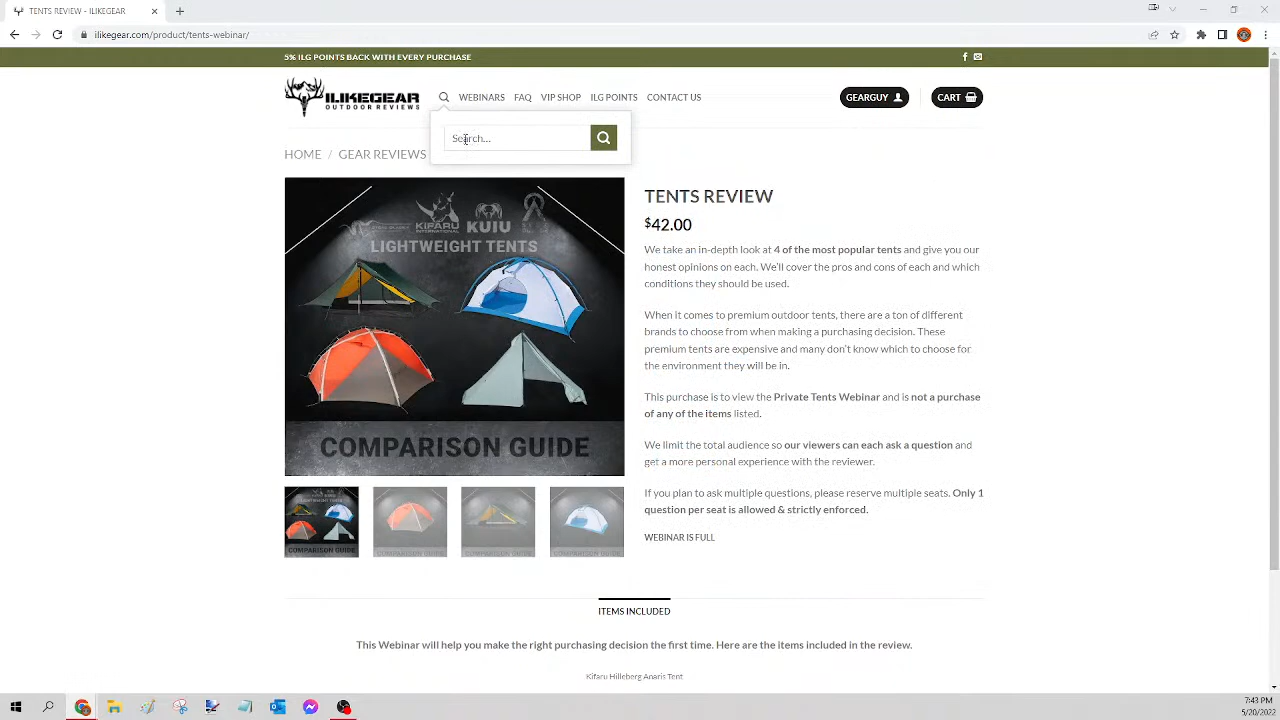 TENTS REVIEW - ILIKEGEAR
ilikegear.com/product/tents-webinar/
5% ILG POINTS BACK WITH EVERY PURCHASE
ILIKEGEAR
OUTDOOR REVIEWS
WEBINARS FAQ VIP SHOP ILG POINTS CONTACT US
GEARGUY CART
Search...
HOME / GEAR REVIEWS
KIFARU KUIU
LIGHTWEIGHT TENTS
COMPARISON GUIDE
TENTS REVIEW
$42.00
We take an in-depth look at 4 of the most popular tents and give you our
honest opinions on each. We'll cover the pros and cons of each and which
conditions they should be used.
When it comes to premium outdoor tents, there are a ton of different
brands to choose from when making a purchasing decision. These
premium tents are expensive and many don't know which to choose for
the environment they will be in.
This purchase is to view the Private Tents Webinar and is not a purchase
of any of the items listed.
We limit the total audience so our viewers can each ask a question and
get a more personal experience with the reviewer.
If you plan to ask multiple questions, please reserve multiple seats. Only 1
question per seat is allowed & strictly enforced.
WEBINAR IS FULL
COMPARISON GUIDE
ITEMS INCLUDED
This Webinar will help you make the right purchasing decision the first time. Here are the items included in the review.
Kifaru Hilleberg Anaris Tent
7:43 PM
5/20/2022